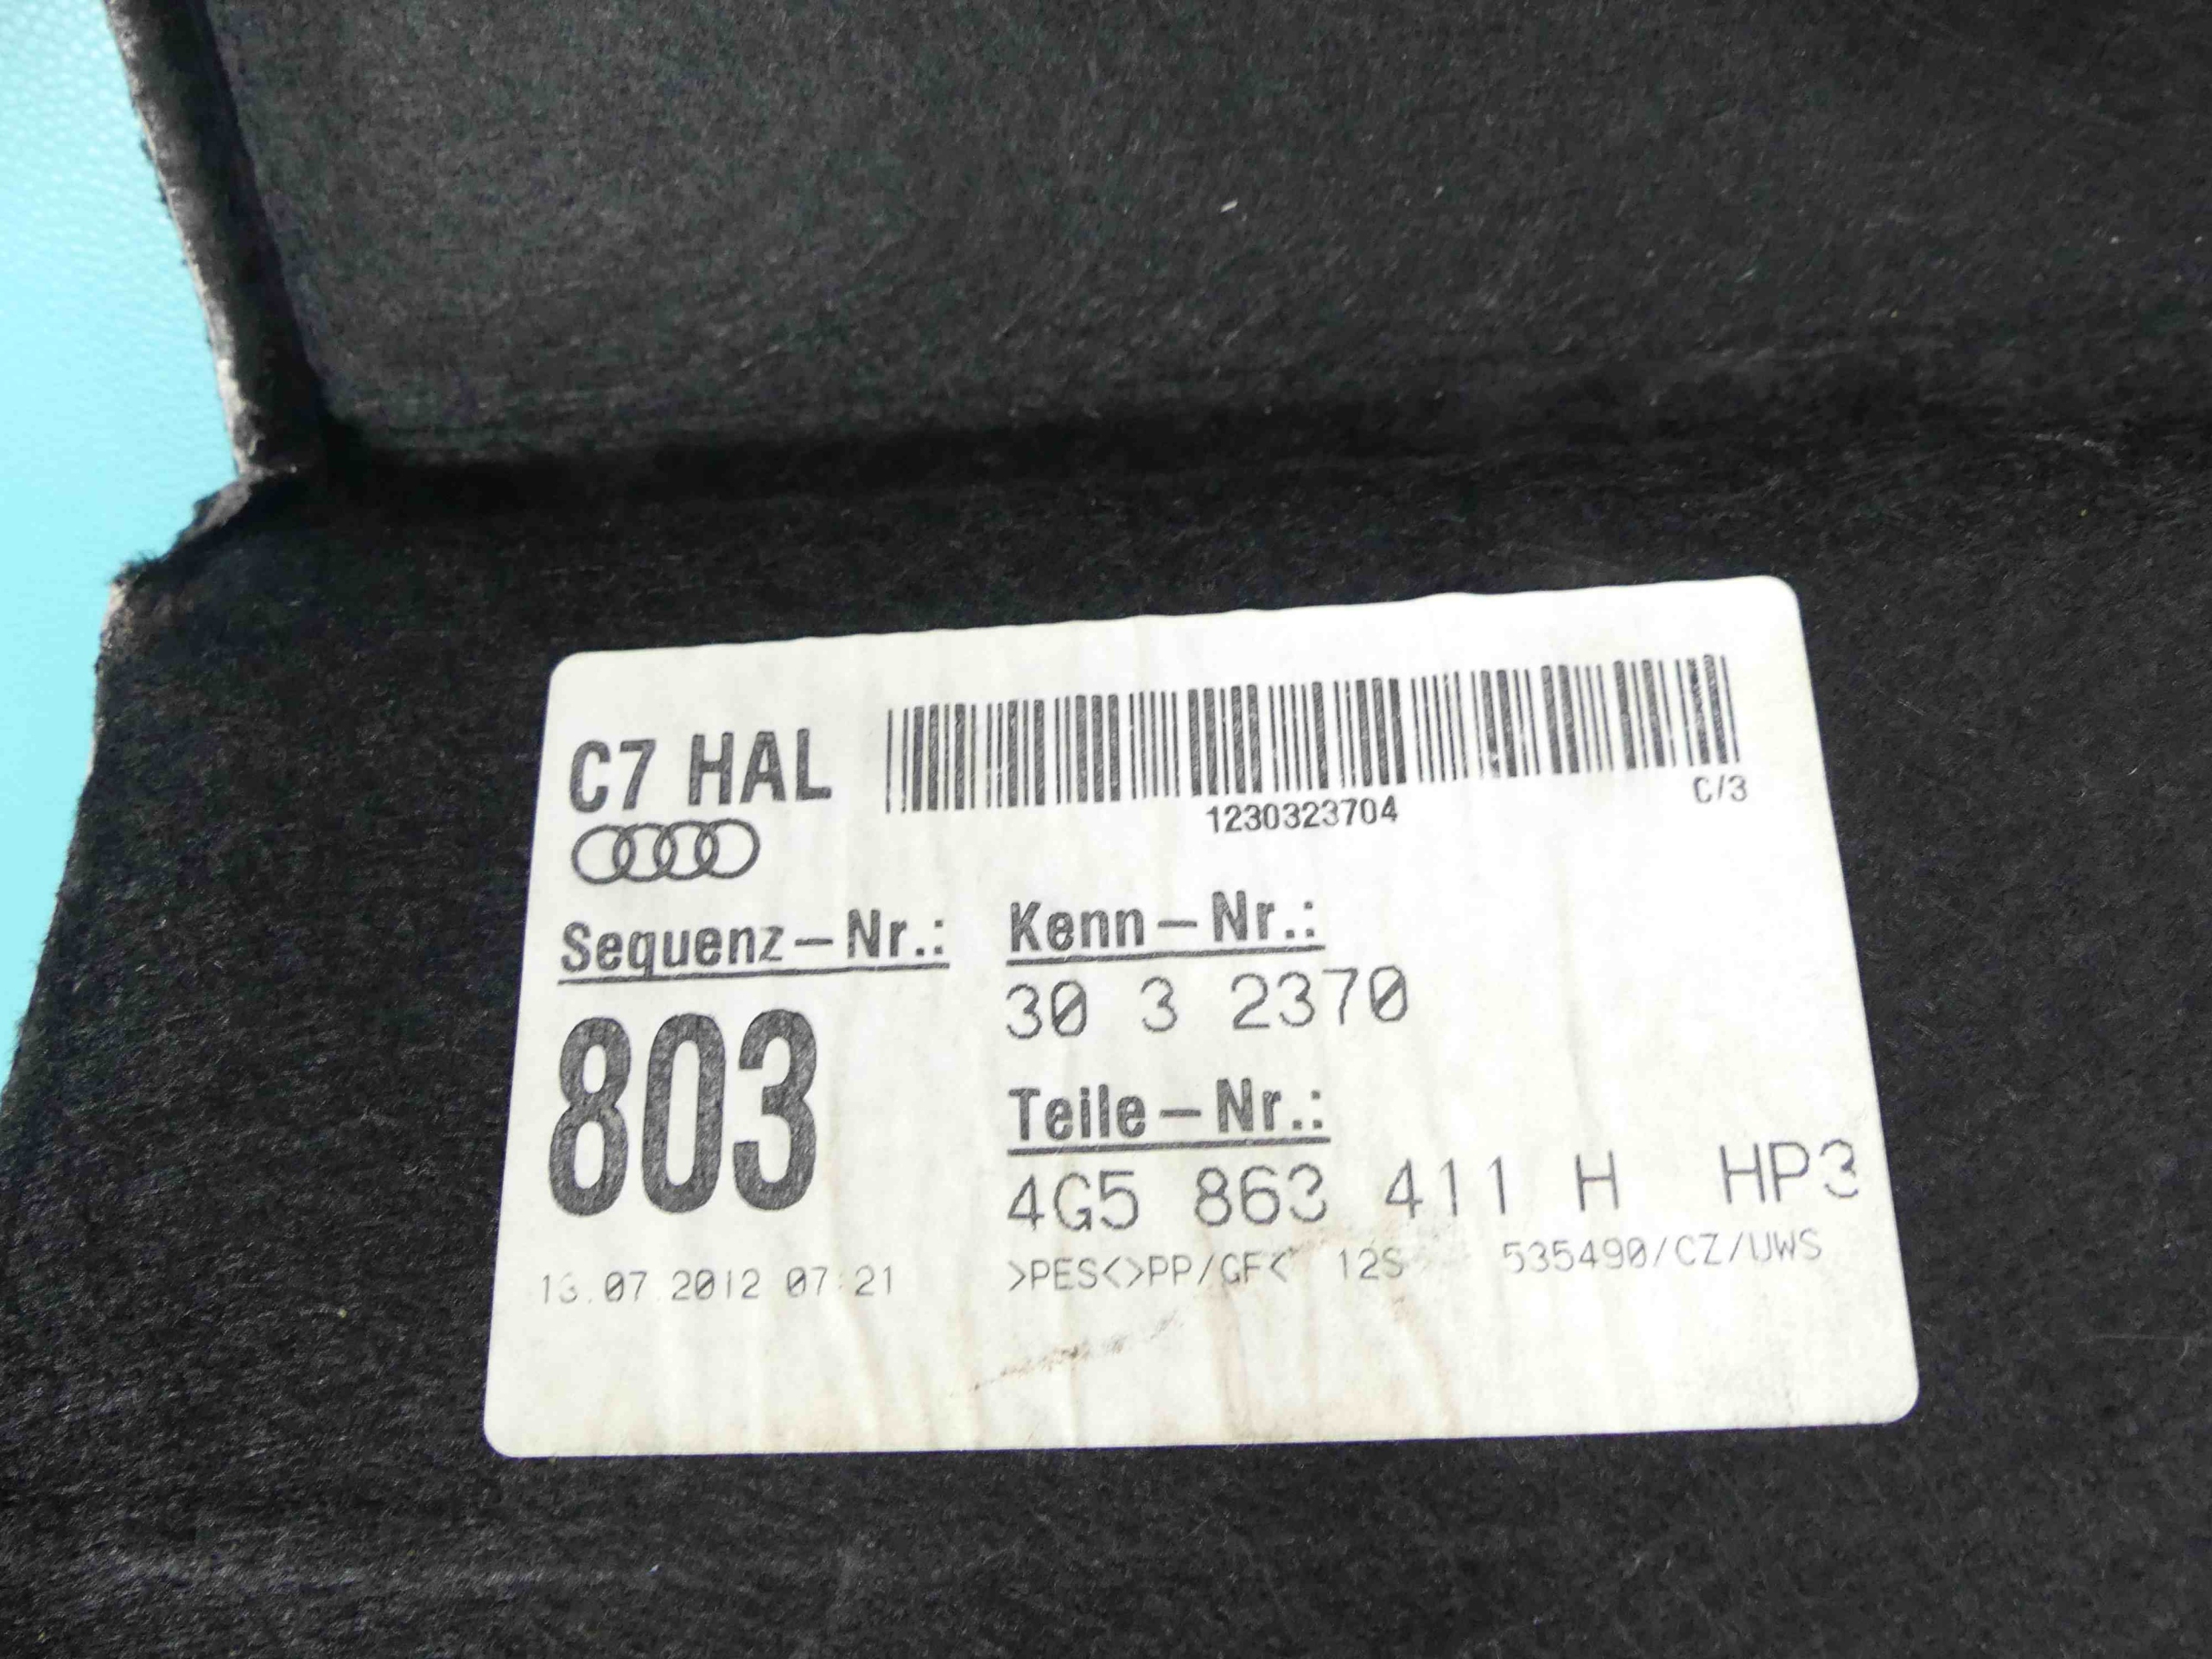 C7 HAL
1230323704
C/3
Sequenz-Nr.:
803
13.07.2012 07:21
Kenn-Nr.:
30 3 2370
Teile-Nr.:
4G5 863 411 H HP3
>PES<>PP/GF< 12S 535490/CZ/UWS